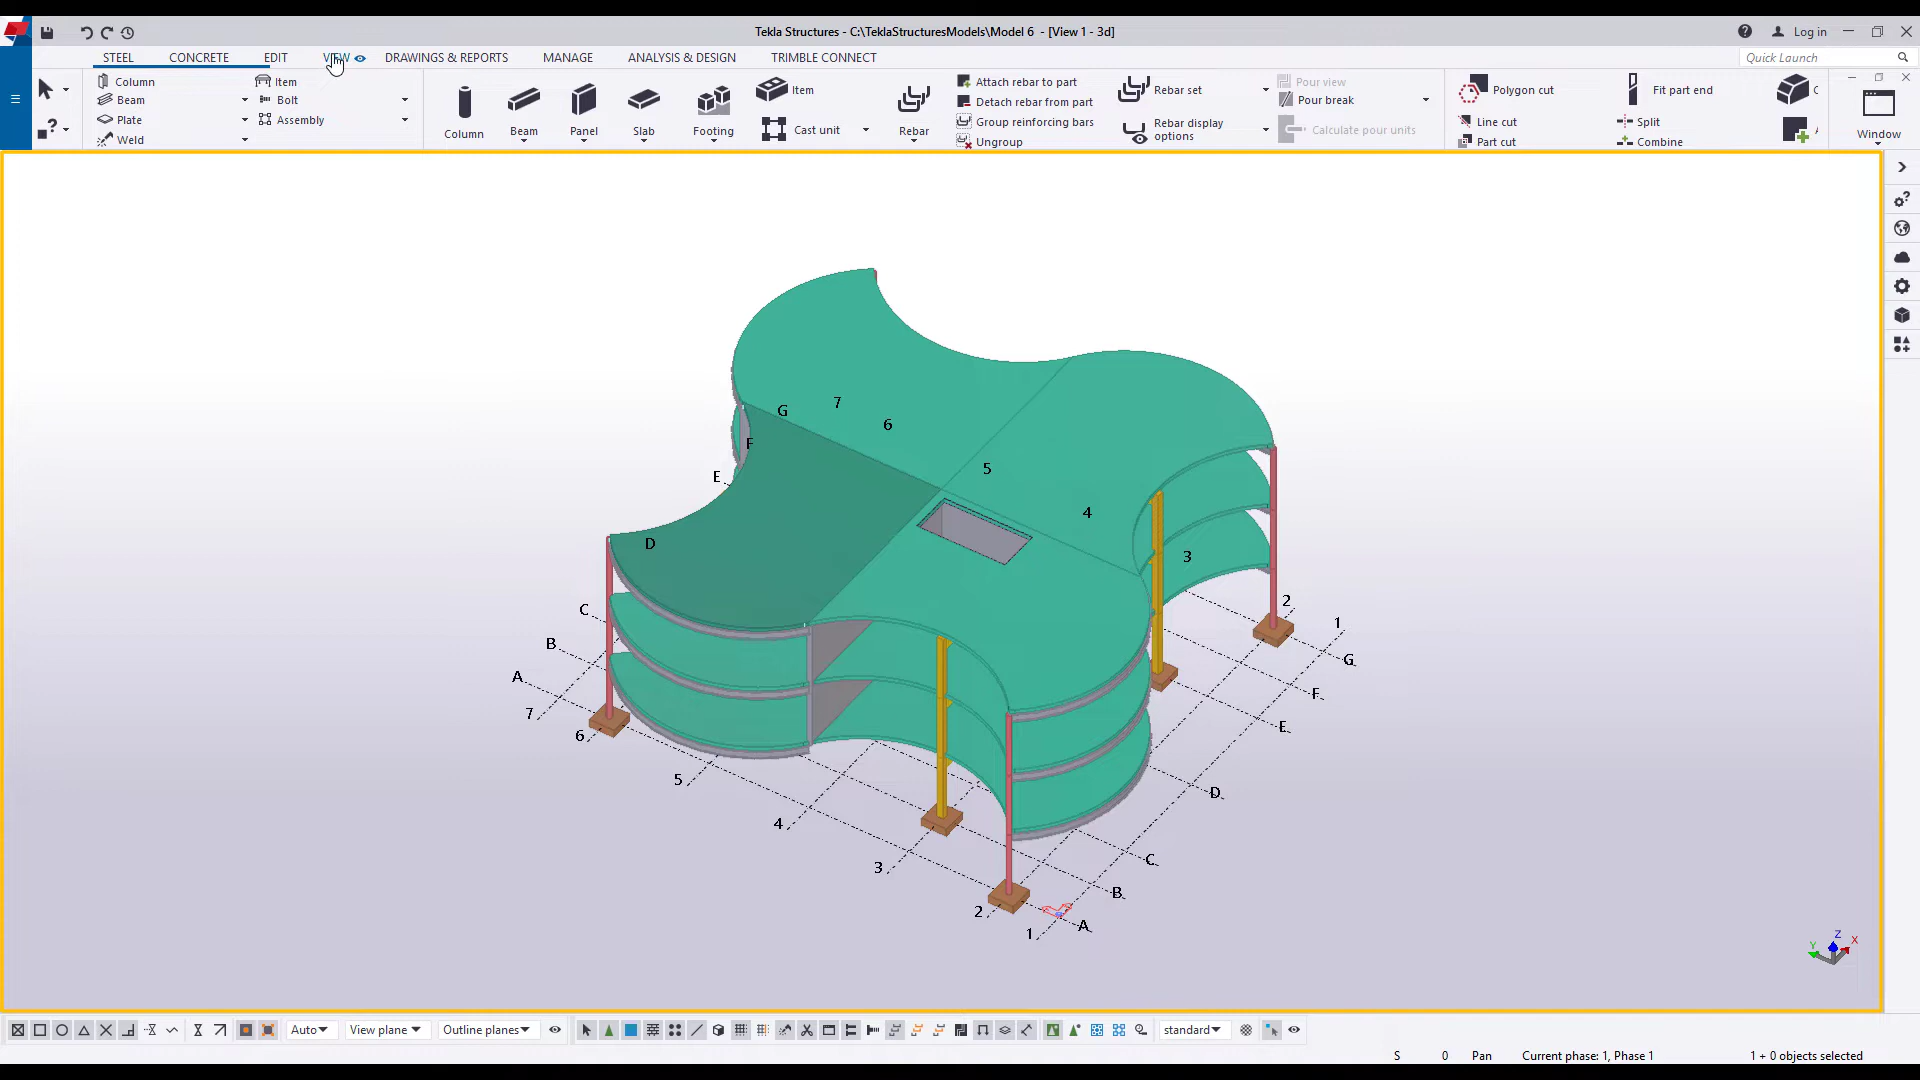 Tekla Structures - C:\TeklaStructuresModels\Model 6 - [View 1 - 3d]
Log in
STEEL CONCRETE EDIT VIEW DRAWINGS & REPORTS MANAGE ANALYSIS & DESIGN TRIMBLE CONNECT
Quick Launch
Column Item
Beam Bolt
Plate Assembly
Weld
Column Beam Panel Slab Footing
Item
Cast unit
Rebar
Attach rebar to part
Detach rebar from part
Group reinforcing bars
Ungroup
Rebar set
Rebar display
options
Pour view
Pour break
Calculate pour units
Polygon cut
Line cut
Part cut
Fit part end
Split
Combine
Window
G 7
6
F
E 5
4
D
3
C 2
B 1
A G
7 F
6 E
5 D
4
3 C
2 B
1 A
Z
Y X
Auto View plane Outline planes standard
S 0 Pan Current phase: 1, Phase 1 1 + 0 objects selected